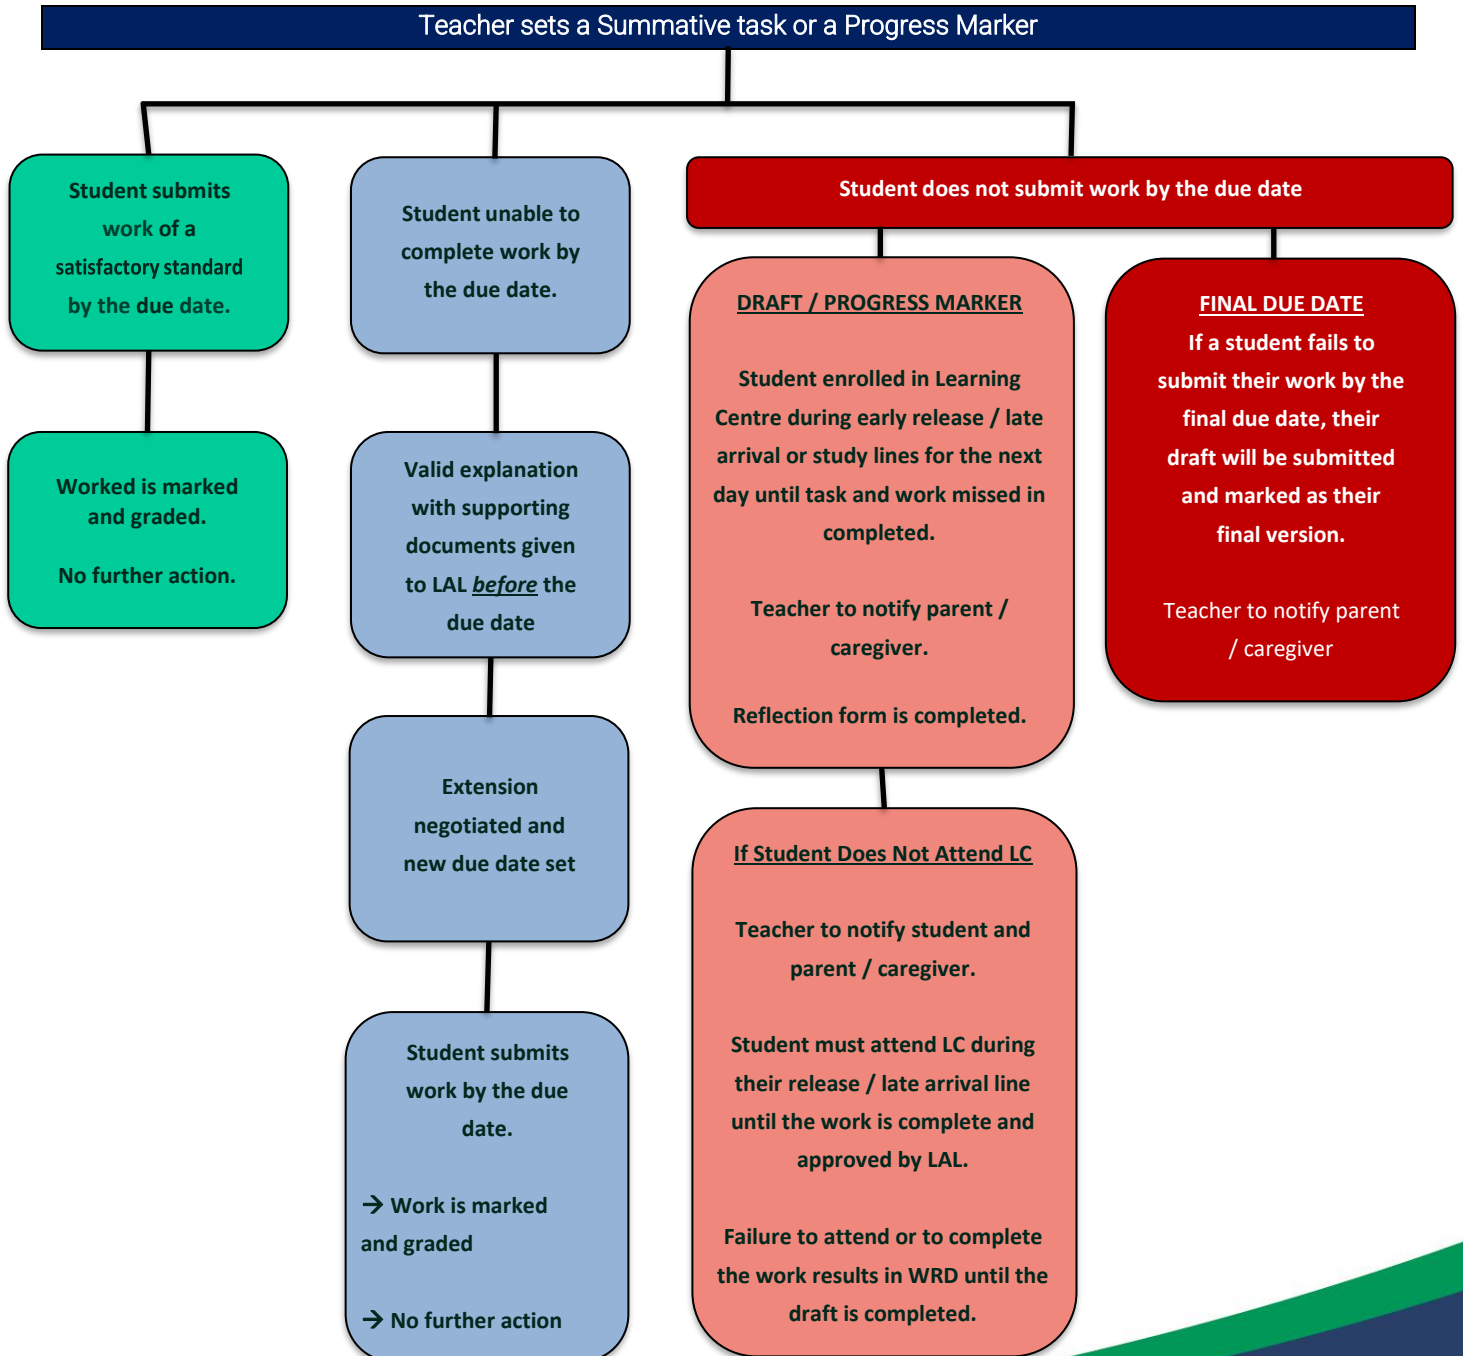 Teacher sets a Summative task or a Progress Marker
Student submits
work of a
satisfactory standard
by the due date.
Worked is marked
and graded.
No further action.
Student unable to
complete work by
the due date.
Valid explanation
with supporting
documents given
to LAL before the
due date
Extension
negotiated and
new due date set
Student submits
work by the due
date.
→ Work is marked
and graded
→ No further action
Student does not submit work by the due date
DRAFT / PROGRESS MARKER
Student enrolled in Learning
Centre during early release / late
arrival or study lines for the next
day until task and work missed in
completed.
Teacher to notify parent /
caregiver.
Reflection form is completed.
If Student Does Not Attend LC
Teacher to notify student and
parent / caregiver.
Student must attend LC during
their release / late arrival line
until the work is complete and
approved by LAL.
Failure to attend or to complete
the work results in WRD until the
draft is completed.
FINAL DUE DATE
If a student fails to
submit their work by the
final due date, their
draft will be submitted
and marked as their
final version.
Teacher to notify parent
/ caregiver